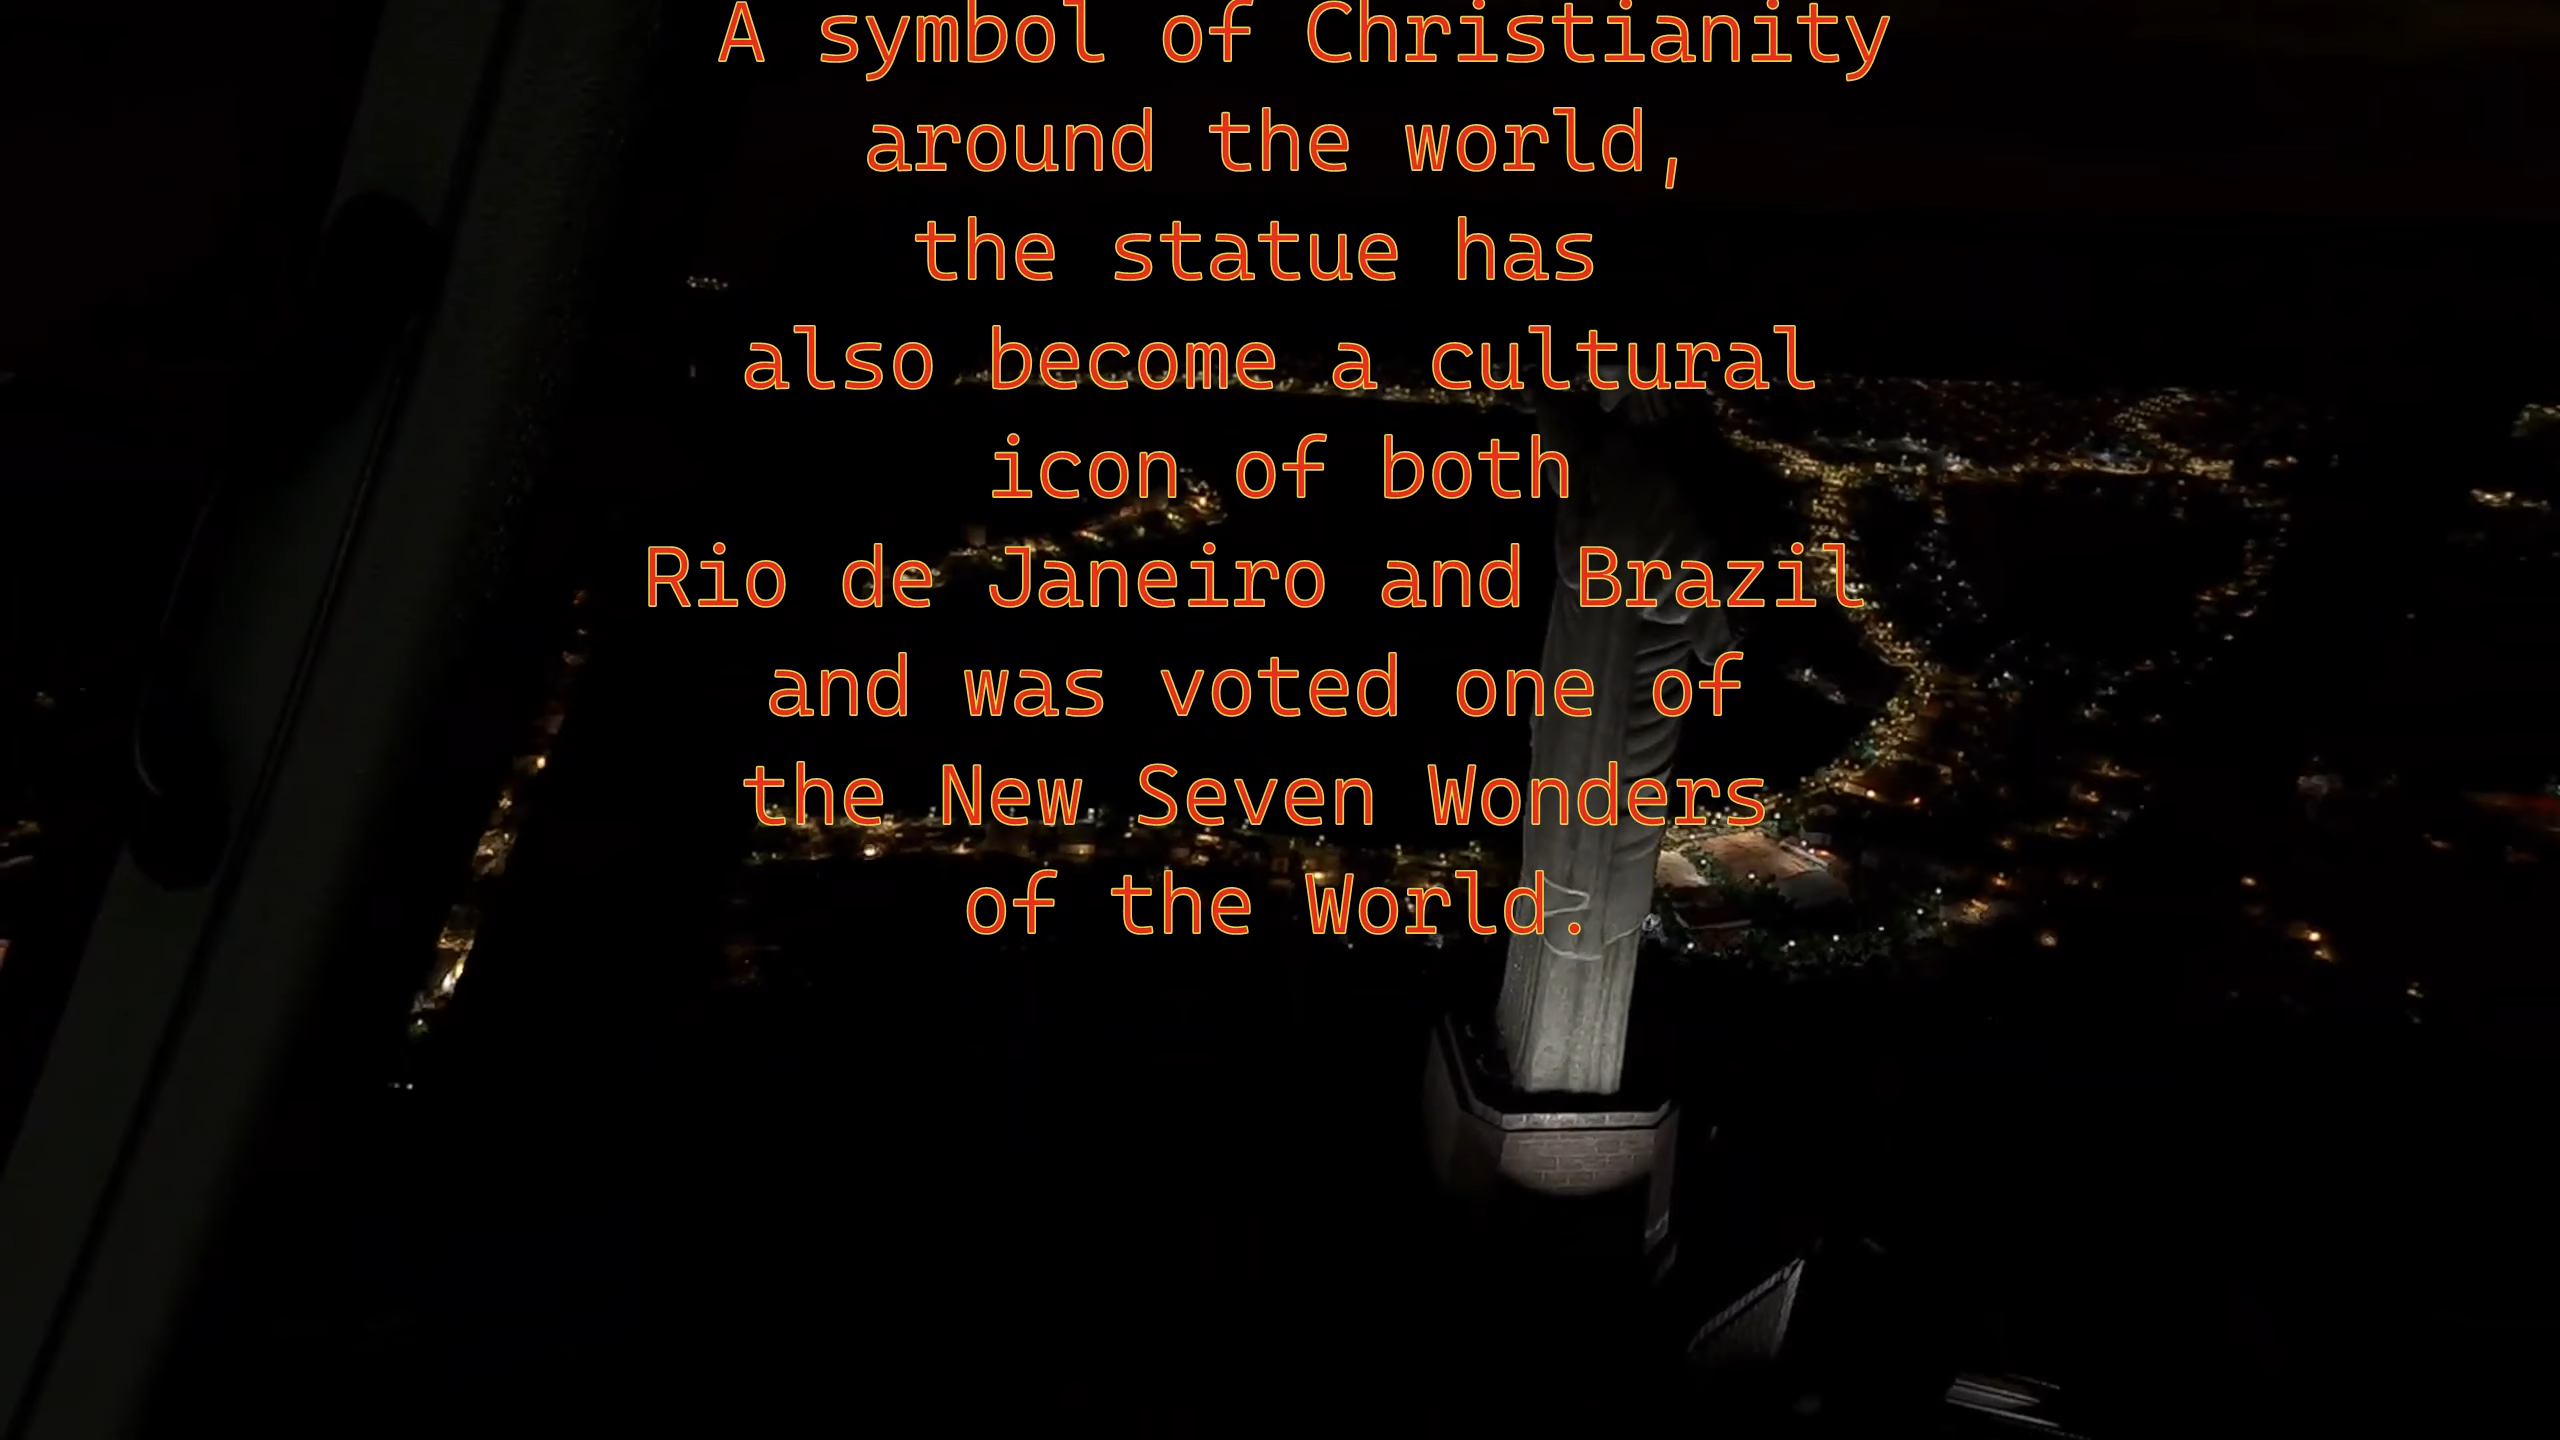 A symbol of Christianity
around the world,
the statue has
also become a cultural
icon of both
Rio de Janeiro and Brazil
and was voted one of
the New Seven Wonders
of the World.